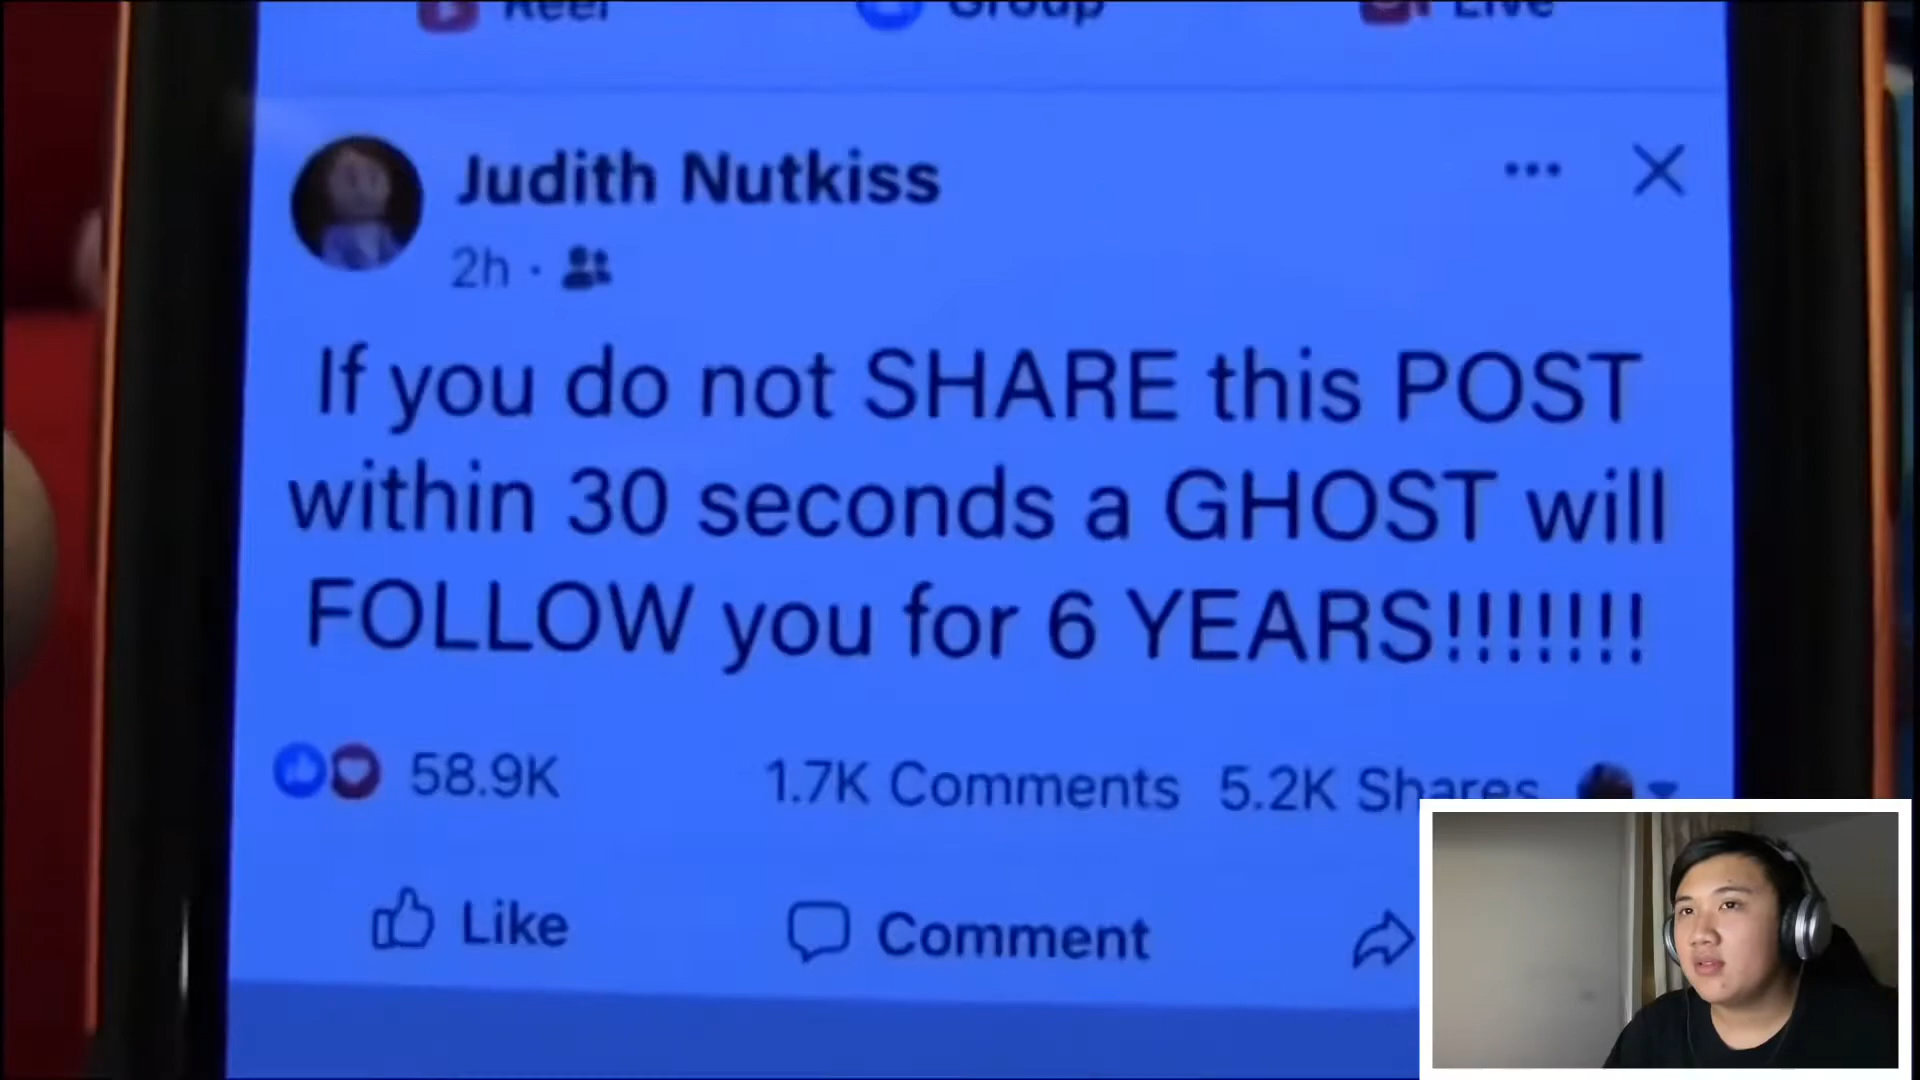 Reel Group Live
Judith Nutkiss
2h ·
If you do not SHARE this POST
within 30 seconds a GHOST will
FOLLOW you for 6 YEARS!!!!!!!
58.9K 1.7K Comments 5.2K Shares
Like Comment